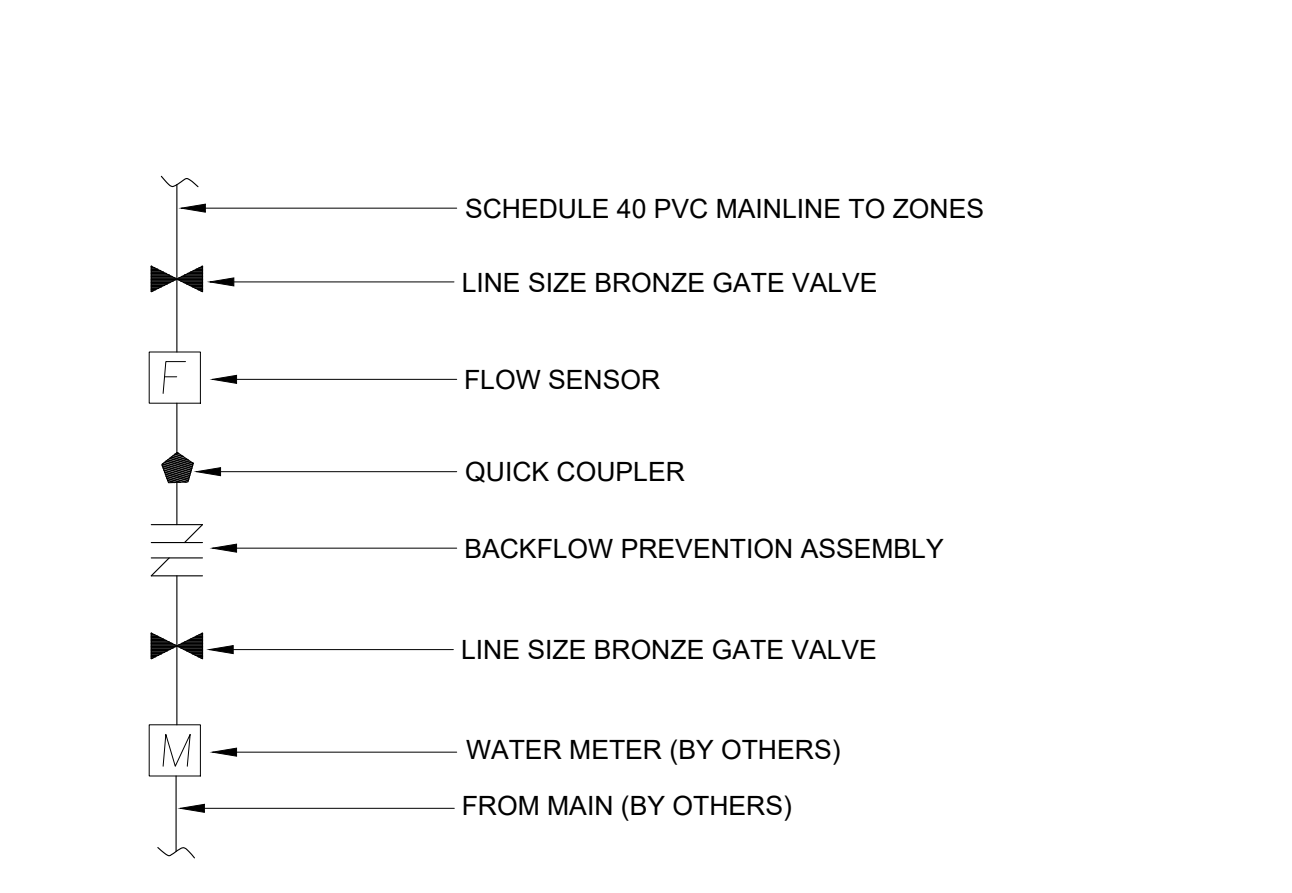 SCHEDULE 40 PVC MAINLINE TO ZONES
LINE SIZE BRONZE GATE VALVE
F FLOW SENSOR
QUICK COUPLER
BACKFLOW PREVENTION ASSEMBLY
LINE SIZE BRONZE GATE VALVE
M WATER METER (BY OTHERS)
FROM MAIN (BY OTHERS)